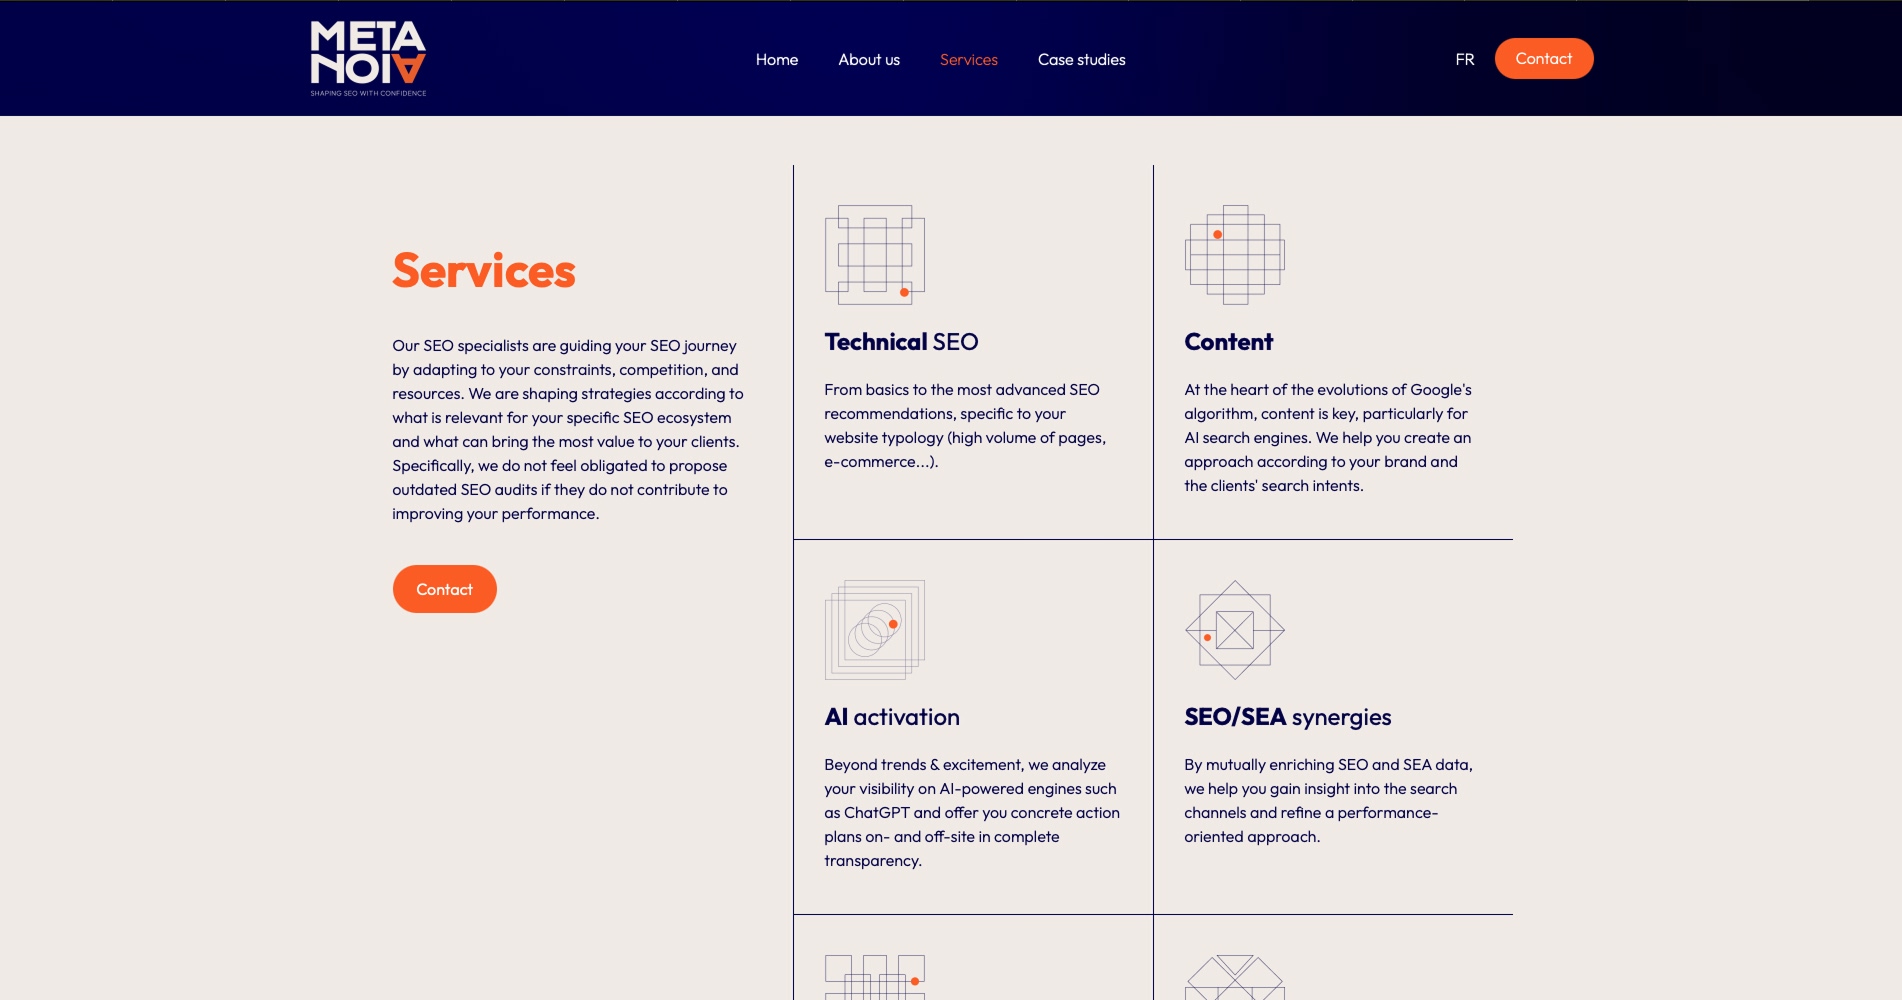 META
NOIA
SHAPING SEO WITH CONFIDENCE
Home
About us
Services
Case studies
FR
Contact
Services
Our SEO specialists are guiding your SEO journey
by adapting to your constraints, competition, and
resources. We are shaping strategies according to
what is relevant for your specific SEO ecosystem
and what can bring the most value to your clients.
Specifically, we do not feel obligated to propose
outdated SEO audits if they do not contribute to
improving your performance.
Contact
Technical SEO
From basics to the most advanced SEO
recommendations, specific to your
website typology (high volume of pages,
e-commerce...).
Content
At the heart of the evolutions of Google's
algorithm, content is key, particularly for
AI search engines. We help you create an
approach according to your brand and
the clients' search intents.
AI activation
Beyond trends & excitement, we analyze
your visibility on AI-powered engines such
as ChatGPT and offer you concrete action
plans on- and off-site in complete
transparency.
SEO/SEA synergies
By mutually enriching SEO and SEA data,
we help you gain insight into the search
channels and refine a performance-
oriented approach.